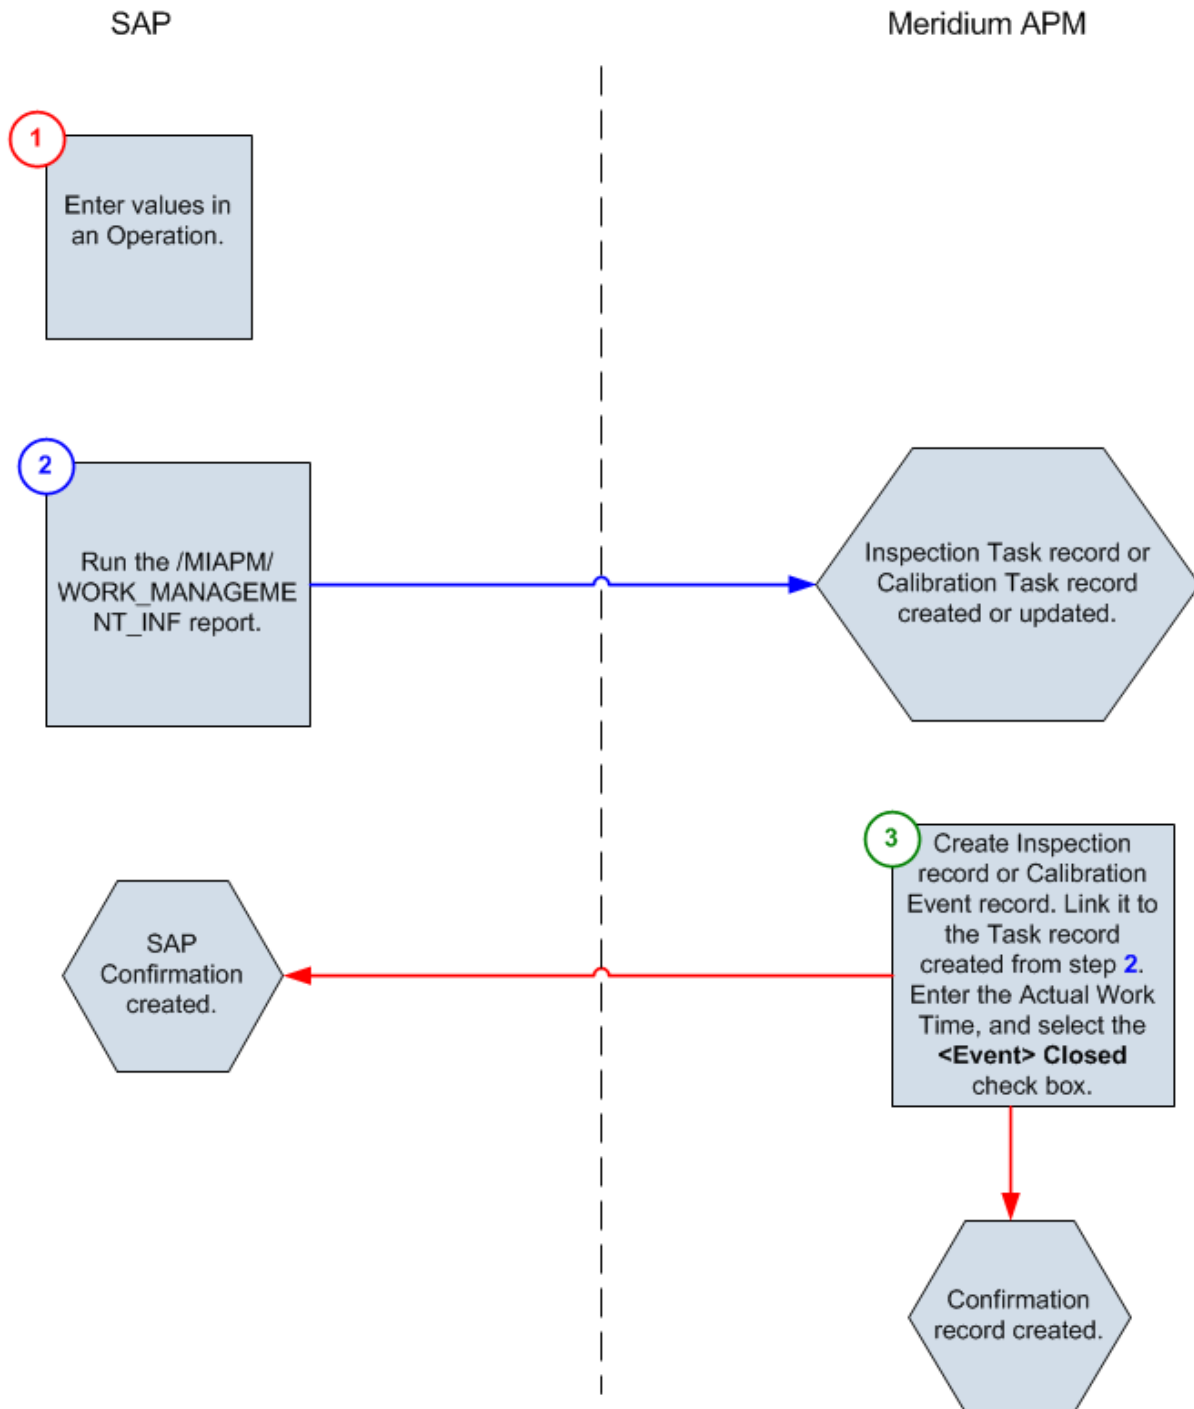 SAP
Meridium APM
1
Enter values in
an Operation.
2
Run the /MIAPM/
WORK_MANAGEME
NT_INF report.
Inspection Task record or
Calibration Task record
created or updated.
3
Create Inspection
record or Calibration
Event record. Link it to
the Task record
created from step 2.
Enter the Actual Work
Time, and select the
<Event> Closed
check box.
SAP
Confirmation
created.
Confirmation
record created.